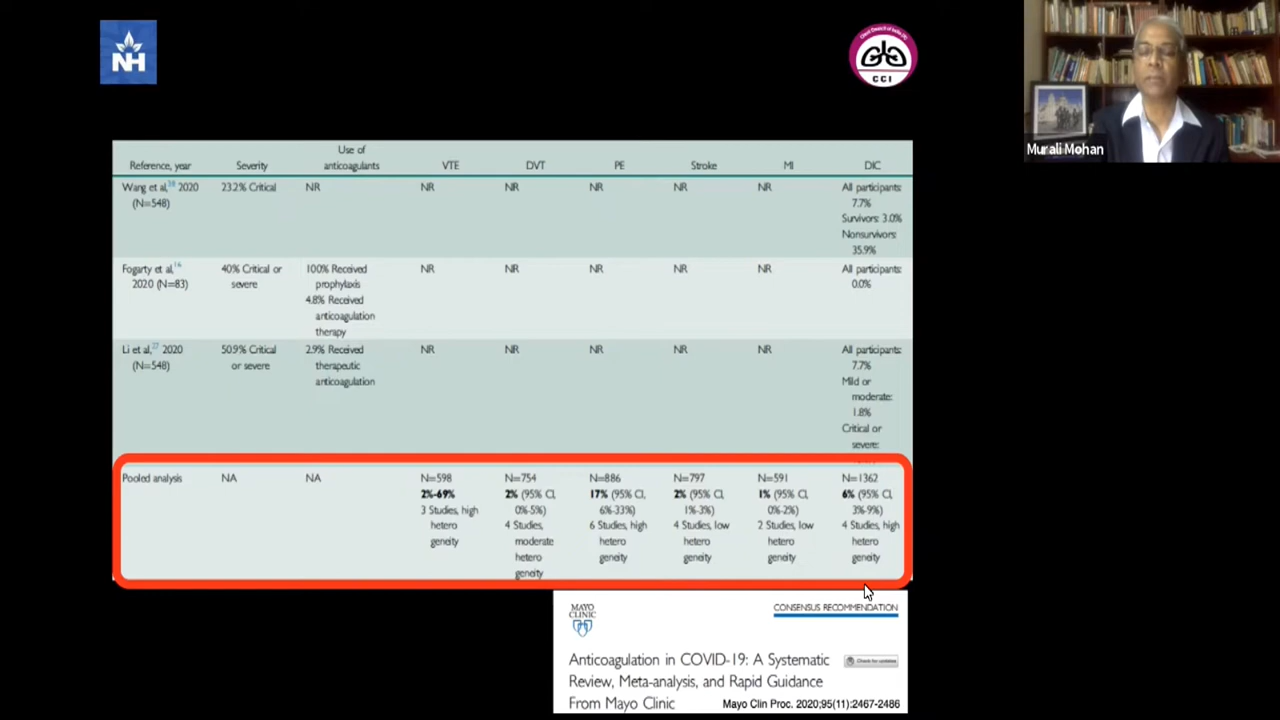 NH
CCI
Murali Mohan
Reference, year Severity Use of anticoagulants VTE DVT PE Stroke MI DIC
Wang et al,38 2020 23.2% Critical NR NR NR NR NR NR All participants:
(N=548) 7.7%
Survivors: 3.0%
Nonsurvivors:
35.9%
Fogarty et al,16 40% Critical or 100% Received NR NR NR NR NR All participants:
2020 (N=83) severe prophylaxis 0.0%
4.8% Received
anticoagulation
therapy
Li et al,27 2020 50.9% Critical 2.9% Received NR NR NR NR NR All participants:
(N=548) or severe therapeutic 7.7%
anticoagulation Mild or
moderate:
1.8%
Critical or
severe:
Pooled analysis NA NA N=598 N=754 N=886 N=797 N=591 N=1362
2%-69% 2% (95% CI, 17% (95% CI, 2% (95% CI, 1% (95% CI, 6% (95% CI,
3 Studies, high 0%-5%) 6%-33%) 1%-3%) 0%-2%) 3%-9%)
hetero 4 Studies, 6 Studies, high 4 Studies, low 2 Studies, low 4 Studies, high
geneity moderate hetero hetero hetero hetero
hetero geneity geneity geneity geneity
geneity
MAYO
CLINIC
CONSENSUS RECOMMENDATION
Anticoagulation in COVID-19: A Systematic
Check for updates
Review, Meta-analysis, and Rapid Guidance
From Mayo Clinic
Mayo Clin Proc. 2020;95(11):2467-2486